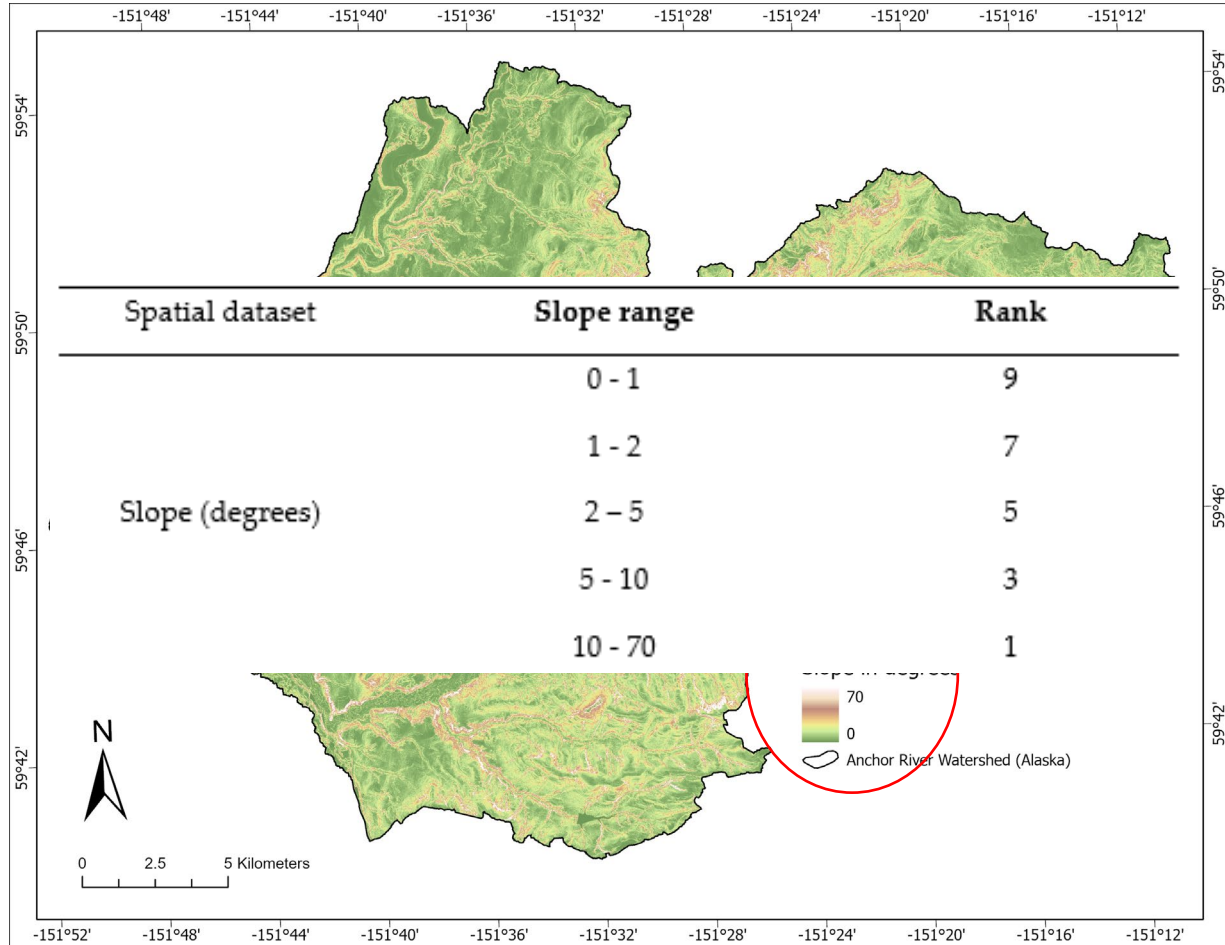 -151°48' -151°44' -151°40' -151°36' -151°32' -151°28' -151°24' -151°20' -151°16' -151°12'
59°54' 59°54'
59°50'
Spatial dataset Slope range Rank
59°50'
0 - 1 9
1 - 2 7
Slope (degrees) 2 – 5 5
59°46' 59°46'
5 - 10 3
10 - 70 1
Slope in degrees
70
0
59°42' 59°42'
Anchor River Watershed (Alaska)
N
0 2.5 5 Kilometers
-151°52' -151°48' -151°44' -151°40' -151°36' -151°32' -151°28' -151°24' -151°20' -151°16' -151°12'